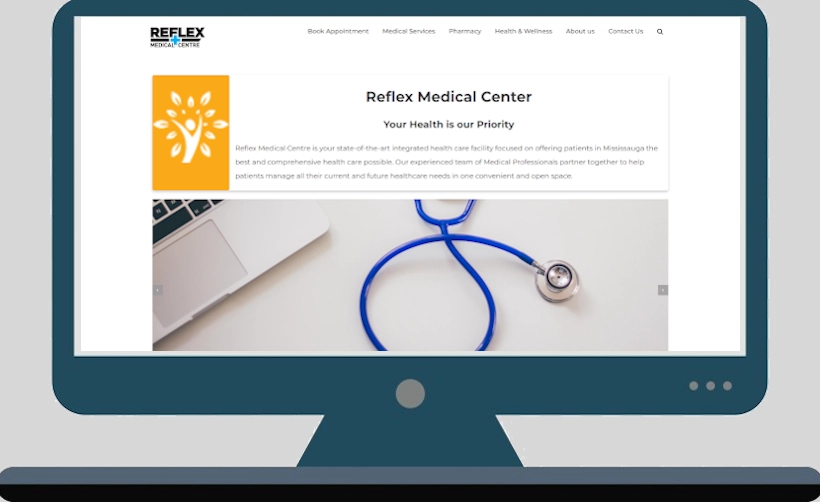 REFLEX
MEDICAL CENTRE
Book Appointment Medical Services Pharmacy Health & Wellness About us Contact Us
Reflex Medical Center
Your Health is our Priority
Reflex Medical Centre is your state-of-the-art integrated health care facility focused on offering patients in Mississauga the
best and comprehensive health care possible. Our experienced team of Medical Professionals partner together to help
patients manage all their current and future healthcare needs in one convenient and open space.